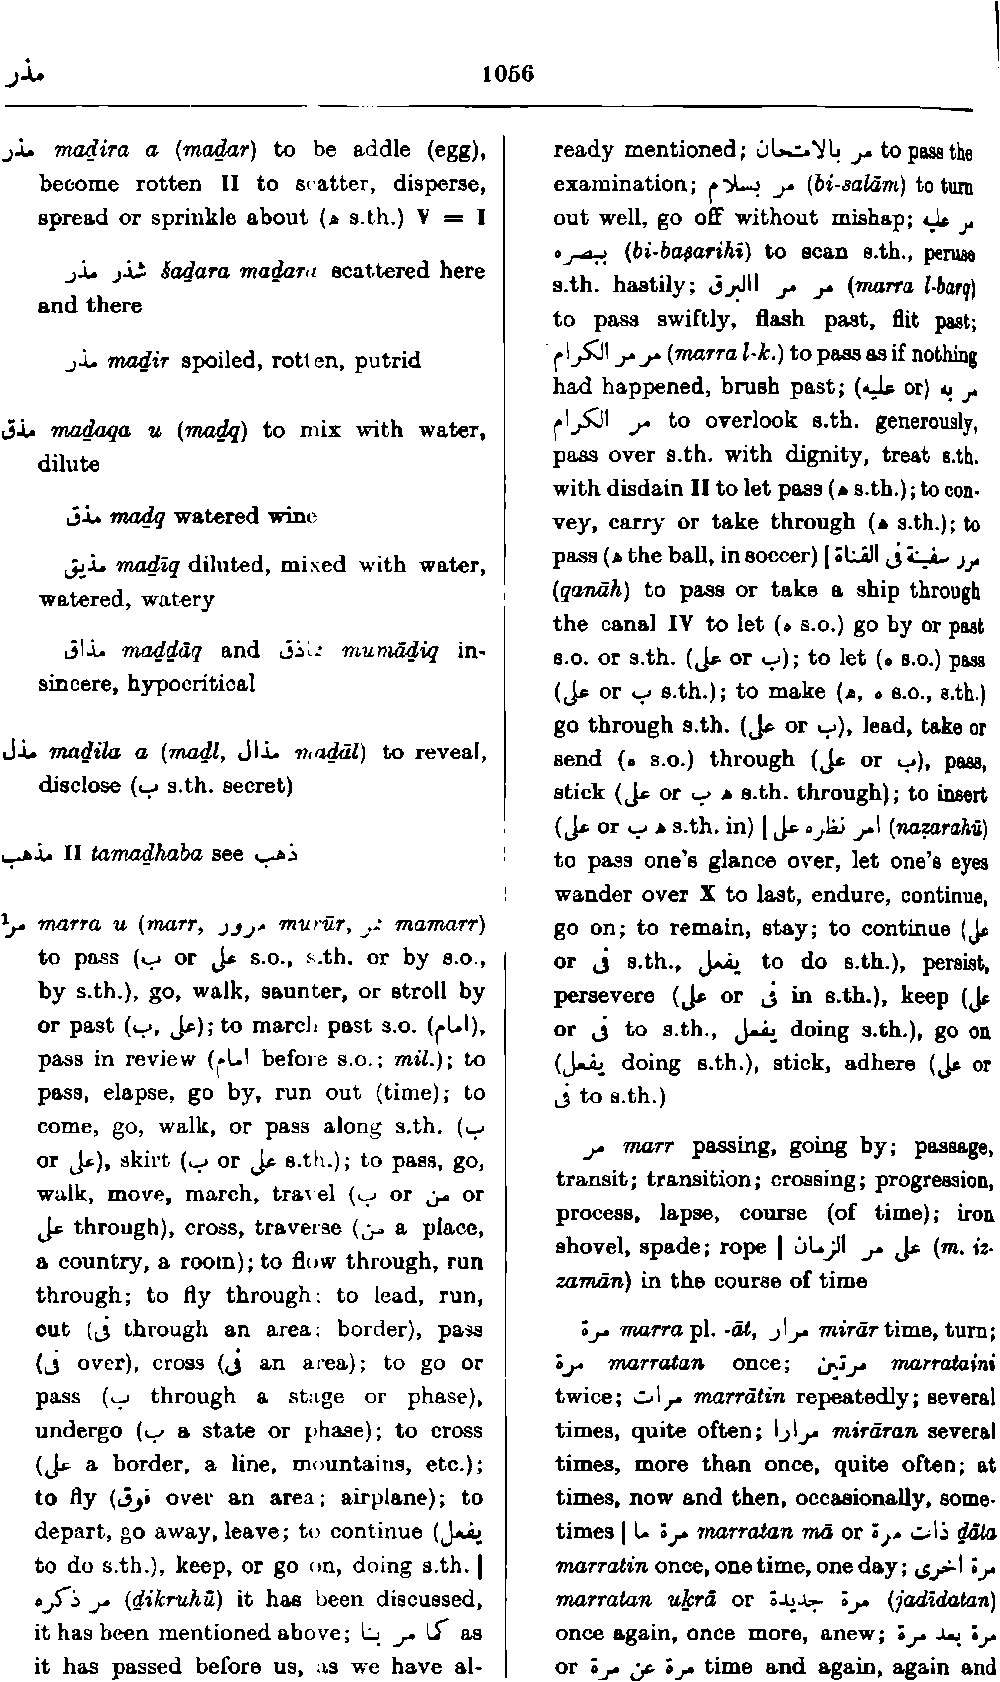 مذر
1056
مذر maḏira a (maḏar) to be addle (egg),
become rotten II to scatter, disperse,
spread or sprinkle about (ه s.th.) V = I
شذر مذر šaḏara maḏara scattered here
and there
مذر maḏir spoiled, rotten, putrid
مذق maḏaqa u (maḏq) to mix with water,
dilute
مذق maḏq watered wine
مذيق maḏīq diluted, mixed with water,
watered, watery
مذاق maḏḏāq and مماذق mumāḏiq in-
sincere, hypocritical
مذل maḏila a (maḏl, مذال maḏāl) to reveal,
disclose (ب s.th. secret)
مذهب II tamaḏhaba see ذهب
مر¹ marra u (marr, مرور murūr, ممر mamarr)
to pass (ب or على s.o., s.th. or by s.o.,
by s.th.), go, walk, saunter, or stroll by
or past (ب, على); to march past s.o. (امام),
pass in review (امام before s.o.; mil.); to
pass, elapse, go by, run out (time); to
come, go, walk, or pass along s.th. (ب
or على), skirt (ب or على s.th.); to pass, go,
walk, move, march, travel (ب or من or
على through), cross, traverse (من a place,
a country, a room); to flow through, run
through; to fly through; to lead, run,
cut (فى through an area; border), pass
(فى over), cross (فى an area); to go or
pass (ب through a stage or phase),
undergo (ب a state or phase); to cross
(على a border, a line, mountains, etc.);
to fly (فوق over an area; airplane); to
depart, go away, leave; to continue (يفعل
to do s.th.), keep, or go on, doing s.th. |
مر ذكره (ḏikruhū) it has been discussed,
it has been mentioned above; كما مر بنا as
it has passed before us, as we have al-
ready mentioned; مر بالامتحان to pass the
examination; مر بسلام (bi-salām) to turn
out well, go off without mishap; مر عليه
ببصره (bi-baṣarihī) to scan s.th., peruse
s.th. hastily; مر مر البرق (marra l-barq)
to pass swiftly, flash past, flit past;
مر مر الكرام (marra l-k.) to pass as if nothing
had happened, brush past; مر به (or عليه)
مر الكرام to overlook s.th. generously,
pass over s.th. with dignity, treat s.th.
with disdain II to let pass (ه s.th.); to con-
vey, carry or take through (ه s.th.); to
pass (ه the ball, in soccer) | مرر سفينة فى القناة
(qanāh) to pass or take a ship through
the canal IV to let (ه s.o.) go by or past
s.o. or s.th. (ب or على); to let (ه s.o.) pass
(ب or على s.th.); to make (ه, ه s.o., s.th.)
go through s.th. (ب or على), lead, take or
send (ه s.o.) through (ب or على), pass,
stick (ه ب or على s.th. through); to insert
(ه ب or على s.th. in) | امر نظره على (naẓarahū)
to pass one's glance over, let one's eyes
wander over X to last, endure, continue,
go on; to remain, stay; to continue (على
or فى s.th., يفعل to do s.th.), persist,
persevere (على or فى in s.th.), keep (على
or فى to s.th., يفعل doing s.th.), go on
(يفعل doing s.th.), stick, adhere (على or
فى to s.th.)
مر marr passing, going by; passage,
transit; transition; crossing; progression,
process, lapse, course (of time); iron
shovel, spade; rope | على مر الزمان (m. iz-
zamān) in the course of time
مرة marra pl. -āt, مرار mirār time, turn;
مرة marratan once; مرتين marrataini
twice; مرات marrātin repeatedly; several
times, quite often; مرارا mirāran several
times, more than once, quite often; at
times, now and then, occasionally, some-
times | مرة ما marratan mā or ذات مرة ḏāta
marratin once, one time, one day; مرة اخرى
marratan uḵrā or مرة جديدة (jadīdatan)
once again, once more, anew; مرة بعد مرة
or مرة عن مرة time and again, again and